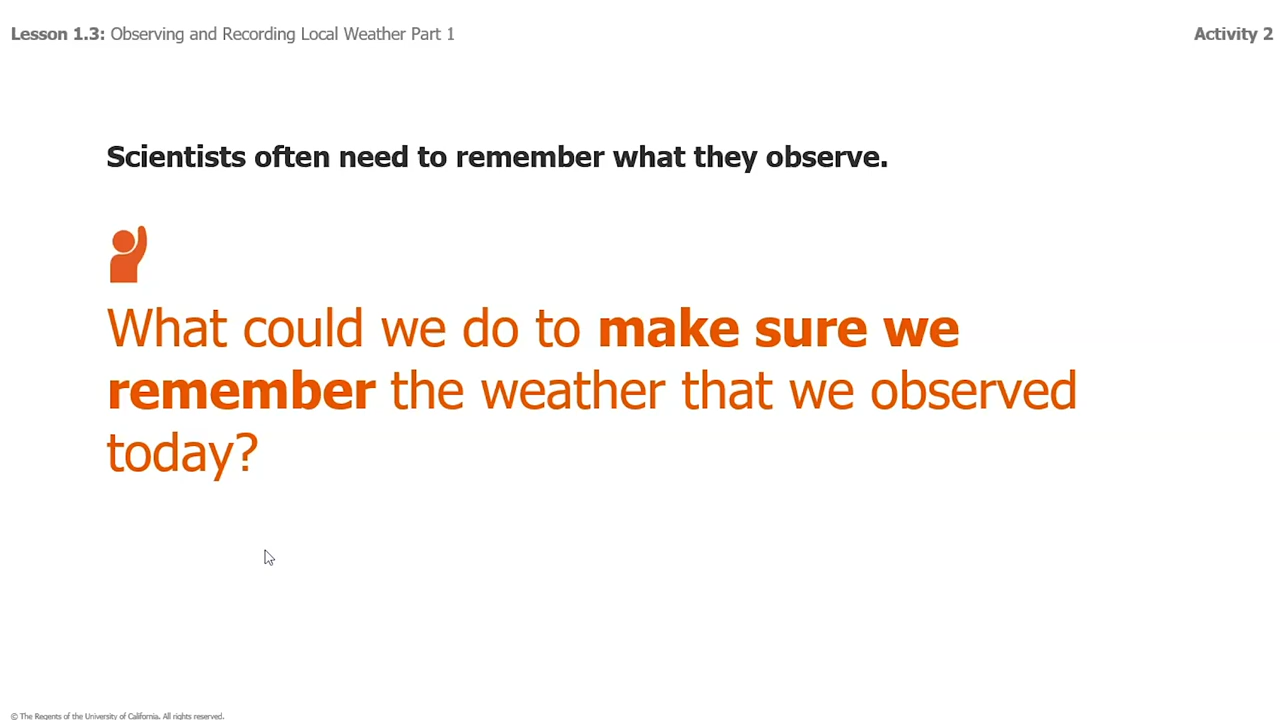 Lesson 1.3: Observing and Recording Local Weather Part 1
Activity 2
Scientists often need to remember what they observe.
What could we do to make sure we
remember the weather that we observed
today?
© The Regents of the University of California. All rights reserved.